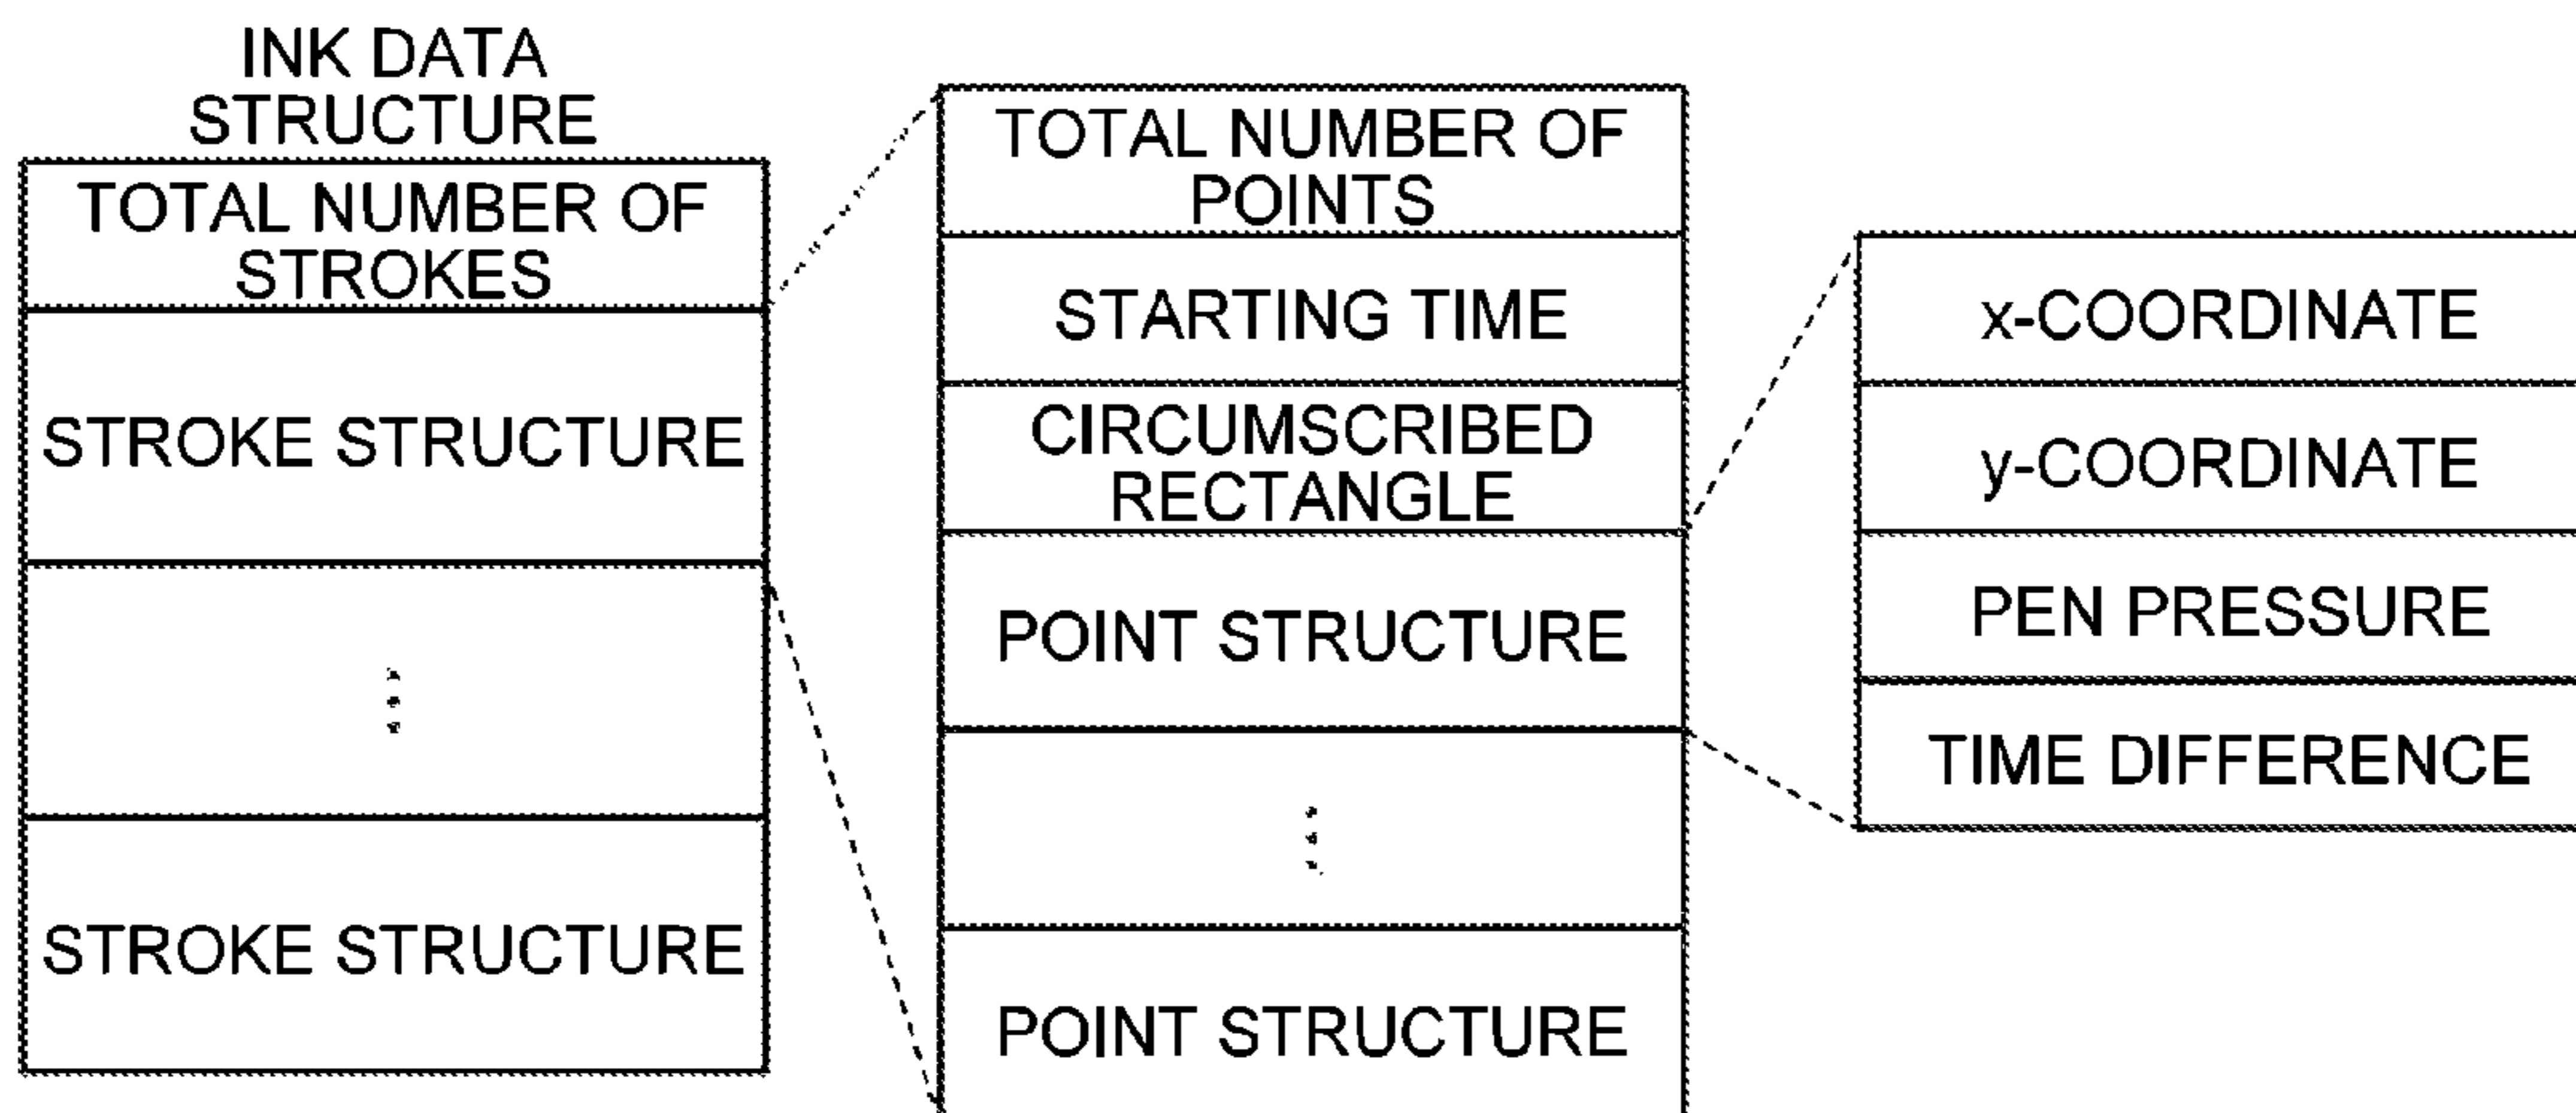 INK DATA
STRUCTURE
TOTAL NUMBER OF
STROKES
STROKE STRUCTURE
⋮
STROKE STRUCTURE
TOTAL NUMBER OF
POINTS
STARTING TIME
CIRCUMSCRIBED
RECTANGLE
POINT STRUCTURE
⋮
POINT STRUCTURE
x-COORDINATE
y-COORDINATE
PEN PRESSURE
TIME DIFFERENCE